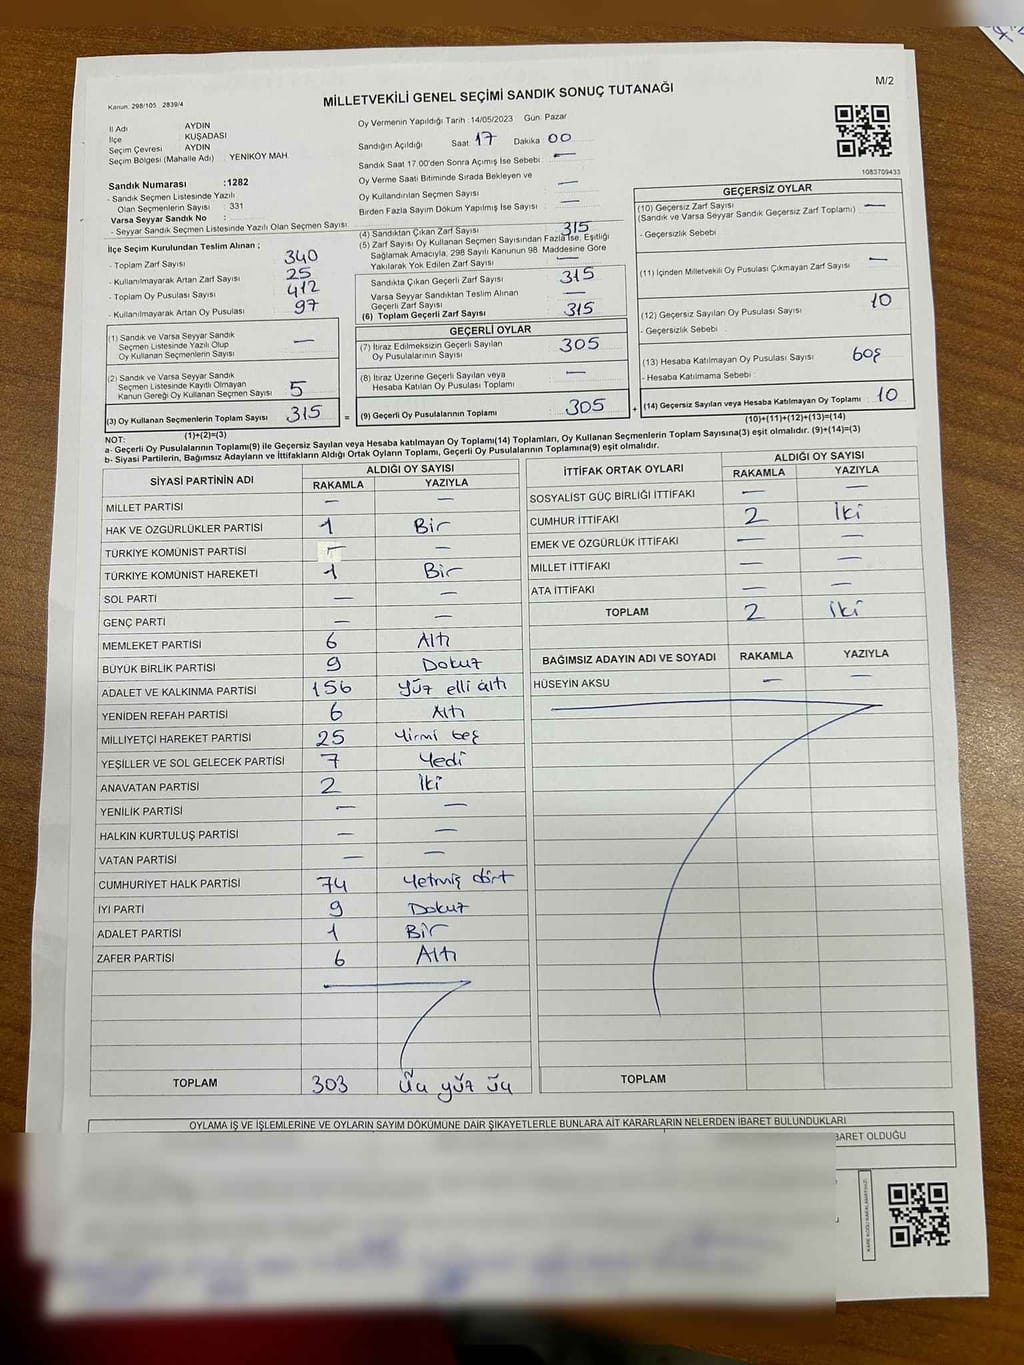 M/2
Kanun. 298/105 2839/4
MİLLETVEKİLİ GENEL SEÇİMİ SANDIK SONUÇ TUTANAĞI
İl Adı AYDIN
İlçe KUŞADASI
Seçim Çevresi AYDIN
Seçim Bölgesi (Mahalle Adı) : YENİKÖY MAH
Sandık Numarası :1282
- Sandık Seçmen Listesinde Yazılı
Olan Seçmenlerin Sayısı : 331
Varsa Seyyar Sandık No :
- Seyyar Sandık Seçmen Listesinde Yazılı Olan Seçmen Sayısı
Oy Vermenin Yapıldığı Tarih :14/05/2023 Gün: Pazar
Sandığın Açıldığı Saat: 17 Dakika: 00
Sandık Saat 17.00'den Sonra Açımış İse Sebebi : —
Oy Verme Saati Bitiminde Sırada Bekleyen ve
Oy Kullandırılan Seçmen Sayısı —
Birden Fazla Sayım Döküm Yapılmış İse Sayısı —
1083709433
İlçe Seçim Kurulundan Teslim Alınan ;
- Toplam Zarf Sayısı 340
- Kullanılmayarak Artan Zarf Sayısı 25
- Toplam Oy Pusulası Sayısı 412
- Kullanılmayarak Artan Oy Pusulası 97
(4) Sandıktan Çıkan Zarf Sayısı 315
(5) Zarf Sayısı Oy Kullanan Seçmen Sayısından Fazla İse, Eşitliği
Sağlamak Amacıyla, 298 Sayılı Kanunun 98. Maddesine Göre
Yakılarak Yok Edilen Zarf Sayısı —
Sandıkta Çıkan Geçerli Zarf Sayısı 315
Varsa Seyyar Sandıktan Teslim Alınan
Geçerli Zarf Sayısı —
(6) Toplam Geçerli Zarf Sayısı 315
GEÇERSİZ OYLAR
(10) Geçersiz Zarf Sayısı —
(Sandık ve Varsa Seyyar Sandık Geçersiz Zarf Toplamı)
- Geçersizlik Sebebi
(11) İçinden Milletvekili Oy Pusulası Çıkmayan Zarf Sayısı —
(12) Geçersiz Sayılan Oy Pusulası Sayısı 10
- Geçersizlik Sebebi
(13) Hesaba Katılmayan Oy Pusulası Sayısı boş
- Hesaba Katılmama Sebebi
(14) Geçersiz Sayılan veya Hesaba Katılmayan Oy Toplamı 10
(10)+(11)+(12)+(13)=(14)
(1) Sandık ve Varsa Seyyar Sandık
Seçmen Listesinde Yazılı Olup
Oy Kullanan Seçmenlerin Sayısı —
(2) Sandık ve Varsa Seyyar Sandık
Seçmen Listesinde Kayıtlı Olmayan
Kanun Gereği Oy Kullanan Seçmen Sayısı 5
(3) Oy Kullanan Seçmenlerin Toplam Sayısı 315 =
(1)+(2)=(3)
GEÇERLİ OYLAR
(7) İtiraz Edilmeksizin Geçerli Sayılan
Oy Pusulalarının Sayısı 305
(8) İtiraz Üzerine Geçerli Sayılan veya
Hesaba Katılan Oy Pusulası Toplamı —
(9) Geçerli Oy Pusulalarının Toplamı 305 +
NOT:
a- Geçerli Oy Pusulalarının Toplamı(9) ile Geçersiz Sayılan veya Hesaba katılmayan Oy Toplamı(14) Toplamları, Oy Kullanan Seçmenlerin Toplam Sayısına(3) eşit olmalıdır. (9)+(14)=(3)
b- Siyasi Partilerin, Bağımsız Adayların ve İttifakların Aldığı Ortak Oyların Toplamı, Geçerli Oy Pusulalarının Toplamına(9) eşit olmalıdır.
SİYASİ PARTİNİN ADI ALDIĞI OY SAYISI
RAKAMLA YAZIYLA
MİLLET PARTİSİ — —
HAK VE ÖZGÜRLÜKLER PARTİSİ 1 Bir
TÜRKİYE KOMÜNİST PARTİSİ — —
TÜRKİYE KOMÜNİST HAREKETİ 1 Bir
SOL PARTİ — —
GENÇ PARTİ — —
MEMLEKET PARTİSİ 6 Altı
BÜYÜK BİRLİK PARTİSİ 9 Dokuz
ADALET VE KALKINMA PARTİSİ 156 yüz elli altı
YENİDEN REFAH PARTİSİ 6 Altı
MİLLİYETÇİ HAREKET PARTİSİ 25 Yirmi beş
YEŞİLLER VE SOL GELECEK PARTİSİ 7 Yedi
ANAVATAN PARTİSİ 2 İki
YENİLİK PARTİSİ — —
HALKIN KURTULUŞ PARTİSİ — —
VATAN PARTİSİ — —
CUMHURİYET HALK PARTİSİ 74 Yetmiş dört
İYİ PARTİ 9 Dokuz
ADALET PARTİSİ 1 Bir
ZAFER PARTİSİ 6 Altı
TOPLAM 303 Üç yüz üç
İTTİFAK ORTAK OYLARI ALDIĞI OY SAYISI
RAKAMLA YAZIYLA
SOSYALİST GÜÇ BİRLİĞİ İTTİFAKI — —
CUMHUR İTTİFAKI 2 İki
EMEK VE ÖZGÜRLÜK İTTİFAKI — —
MİLLET İTTİFAKI — —
ATA İTTİFAKI — —
TOPLAM 2 İki
BAĞIMSIZ ADAYIN ADI VE SOYADI RAKAMLA YAZIYLA
HÜSEYİN AKSU — —
TOPLAM
OYLAMA İŞ VE İŞLEMLERİNE VE OYLARIN SAYIM DÖKÜMÜNE DAİR ŞİKAYETLERLE BUNLARA AİT KARARLARIN NELERDEN İBARET BULUNDUKLARI
BARET OLDUĞU